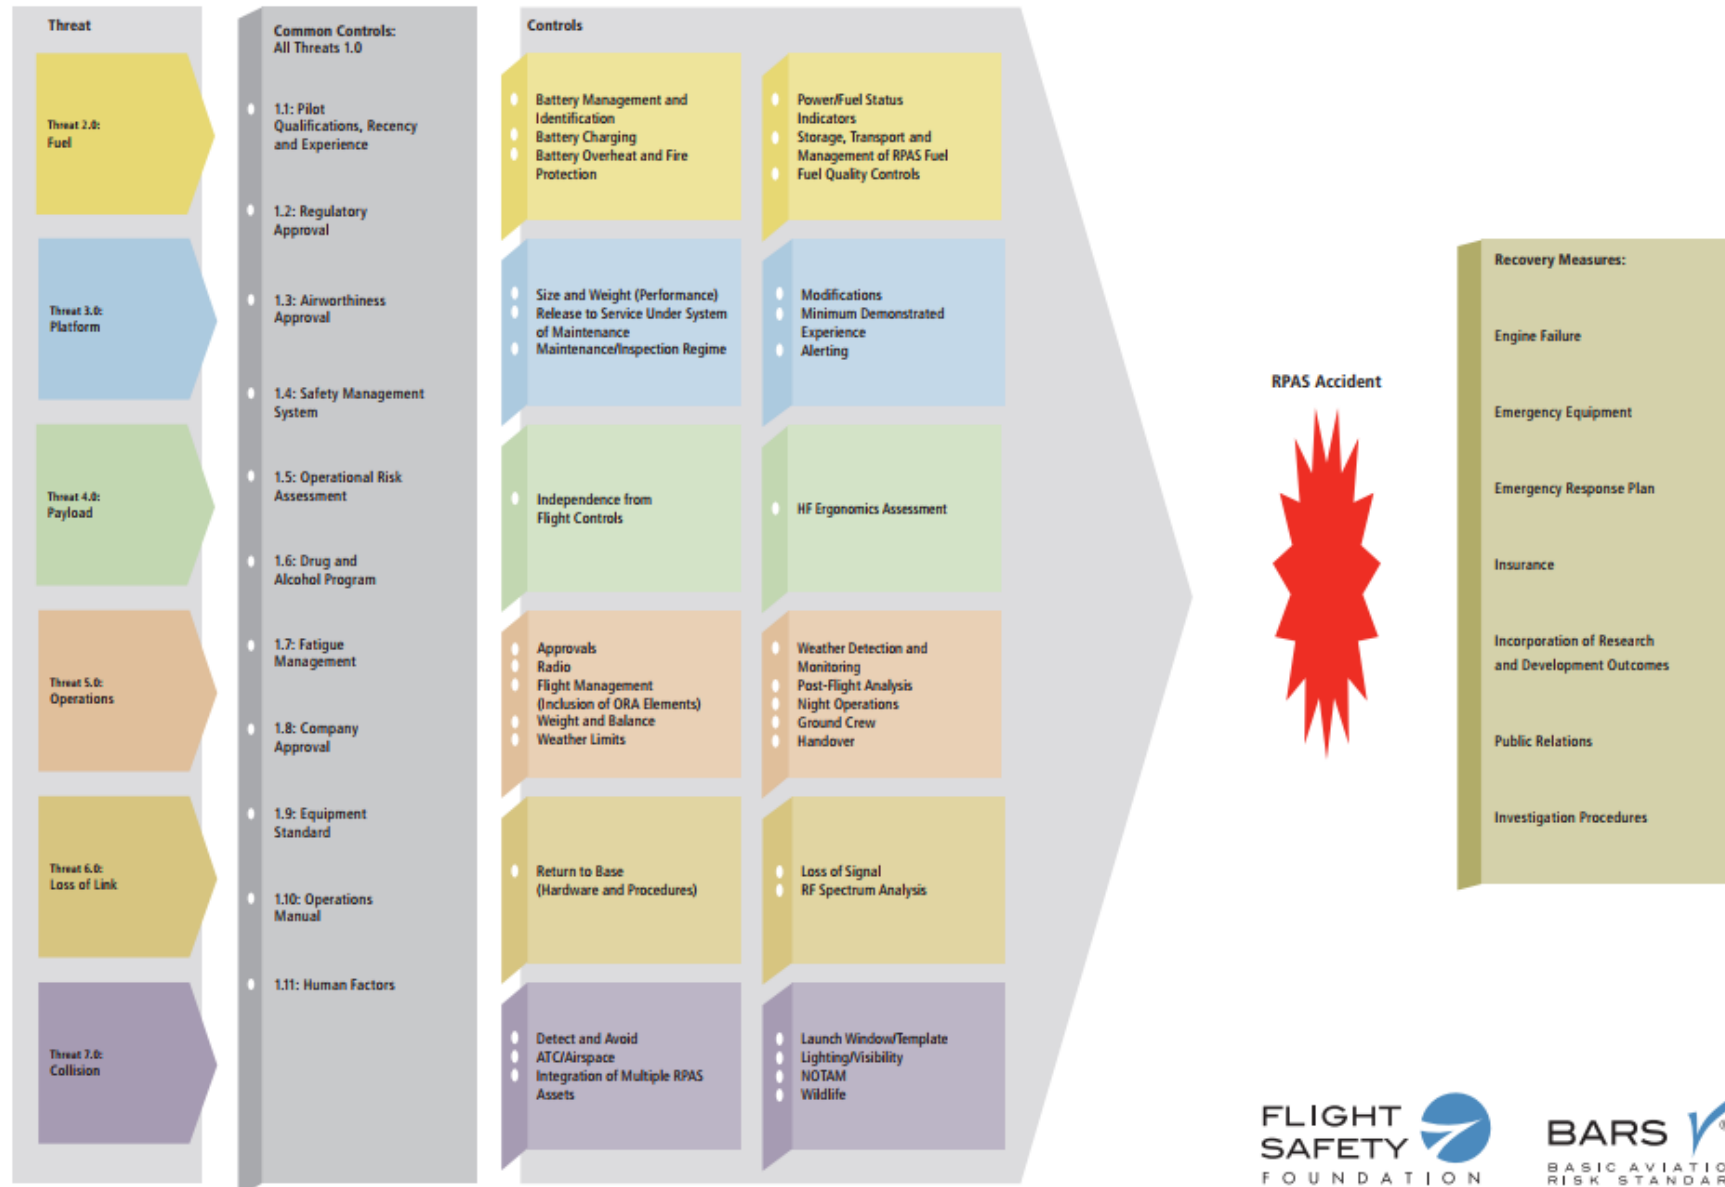 Threat
Threat 2.0:
Fuel
Threat 3.0:
Platform
Threat 4.0:
Payload
Threat 5.0:
Operations
Threat 6.0:
Loss of Link
Threat 7.0:
Collision
Common Controls:
All Threats 1.0
1.1: Pilot
Qualifications, Recency
and Experience
1.2: Regulatory
Approval
1.3: Airworthiness
Approval
1.4: Safety Management
System
1.5: Operational Risk
Assessment
1.6: Drug and
Alcohol Program
1.7: Fatigue
Management
1.8: Company
Approval
1.9: Equipment
Standard
1.10: Operations
Manual
1.11: Human Factors
Controls
Battery Management and
Identification
Battery Charging
Battery Overheat and Fire
Protection
Power/Fuel Status
Indicators
Storage, Transport and
Management of RPAS Fuel
Fuel Quality Controls
Size and Weight (Performance)
Release to Service Under System
of Maintenance
Maintenance/Inspection Regime
Modifications
Minimum Demonstrated
Experience
Alerting
Independence from
Flight Controls
HF Ergonomics Assessment
Approvals
Radio
Flight Management
(Inclusion of ORA Elements)
Weight and Balance
Weather Limits
Weather Detection and
Monitoring
Post-Flight Analysis
Night Operations
Ground Crew
Handover
Return to Base
(Hardware and Procedures)
Loss of Signal
RF Spectrum Analysis
Detect and Avoid
ATC/Airspace
Integration of Multiple RPAS
Assets
Launch Window/Template
Lighting/Visibility
NOTAM
Wildlife
RPAS Accident
Recovery Measures:
Engine Failure
Emergency Equipment
Emergency Response Plan
Insurance
Incorporation of Research
and Development Outcomes
Public Relations
Investigation Procedures
FLIGHT
SAFETY
FOUNDATION
BARS
BASIC AVIATIO
RISK STANDAR